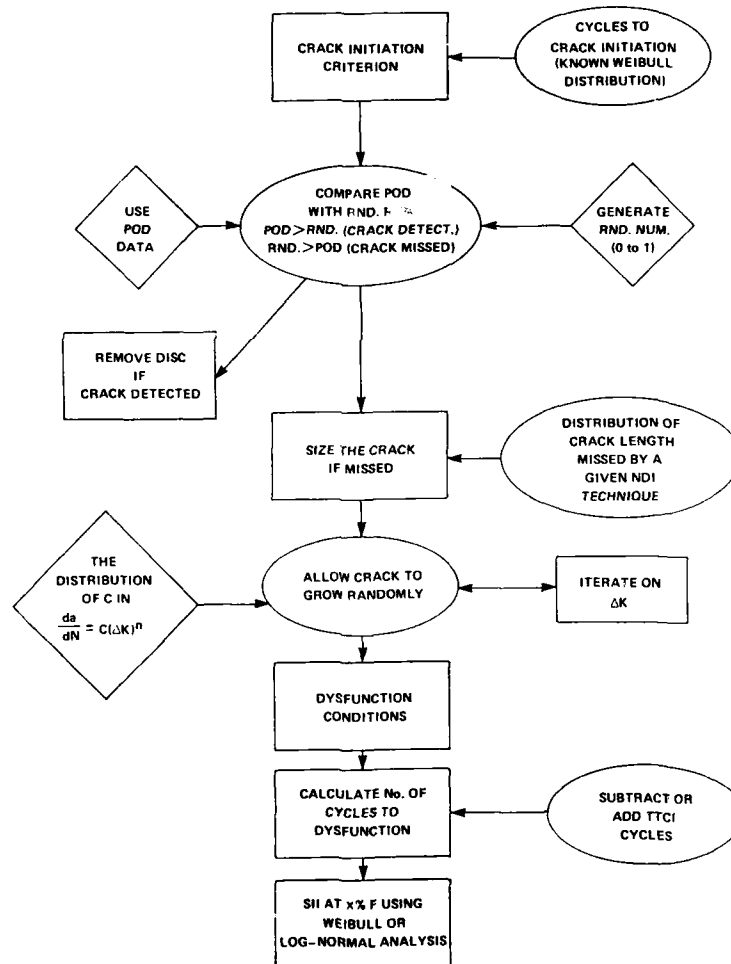 CRACK INITIATION
CRITERION
CYCLES TO
CRACK INITIATION
(KNOWN WEIBULL
DISTRIBUTION)
USE
POD
DATA
COMPARE POD
WITH RND.
POD>RND. (CRACK DETECT.)
RND.>POD (CRACK MISSED)
GENERATE
RND. NUM.
(0 to 1)
REMOVE DISC
IF
CRACK DETECTED
SIZE THE CRACK
IF MISSED
DISTRIBUTION OF
CRACK LENGTH
MISSED BY A
GIVEN NDI
TECHNIQUE
THE
DISTRIBUTION
OF C IN
da/dN = C(ΔK)^n
ALLOW CRACK TO
GROW RANDOMLY
ITERATE ON
ΔK
DYSFUNCTION
CONDITIONS
CALCULATE No. OF
CYCLES TO
DYSFUNCTION
SUBTRACT OR
ADD TTCI
CYCLES
SII AT x% F USING
WEIBULL OR
LOG-NORMAL ANALYSIS